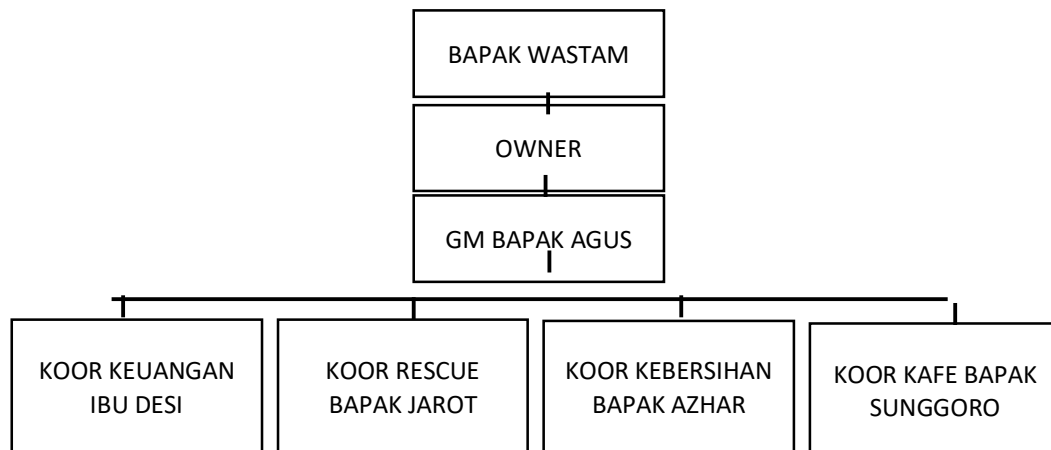 BAPAK WASTAM
OWNER
GM BAPAK AGUS
KOOR KEUANGAN
IBU DESI
KOOR RESCUE
BAPAK JAROT
KOOR KEBERSIHAN
BAPAK AZHAR
KOOR KAFE BAPAK
SUNGGORO